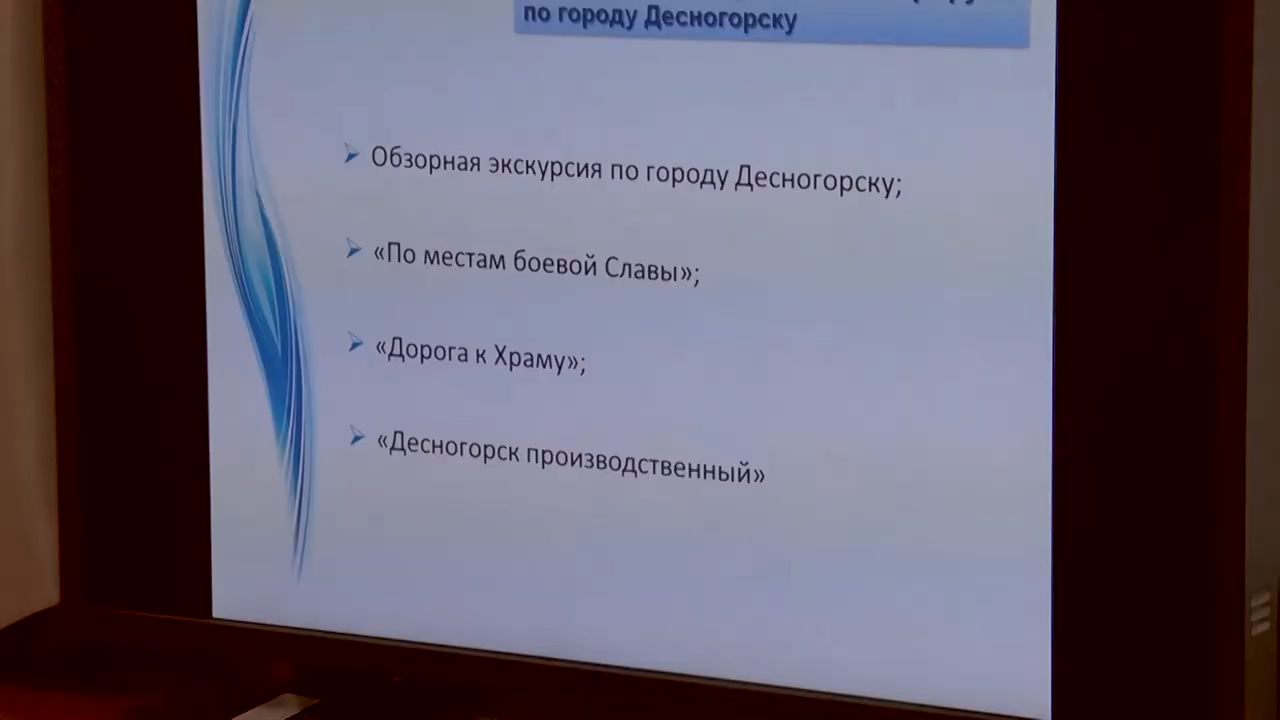 по городу Десногорску
Обзорная экскурсия по городу Десногорску;
«По местам боевой Славы»;
«Дорога к Храму»;
«Десногорск производственный»